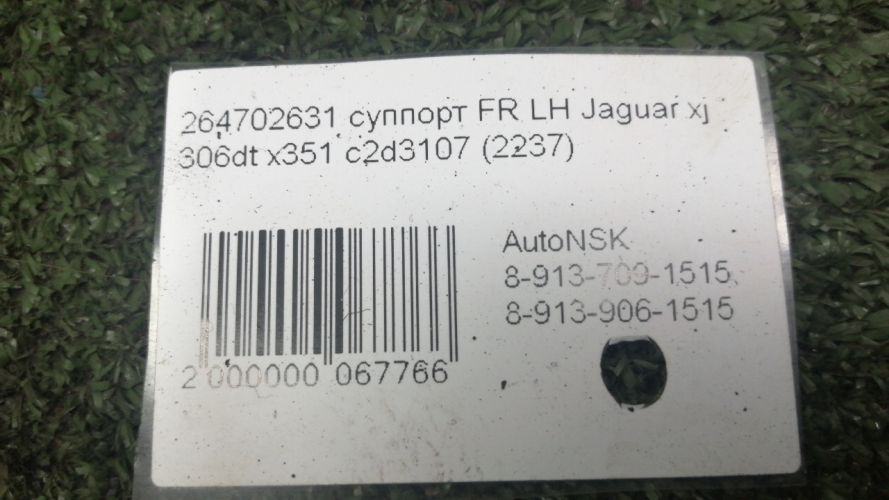 264702631 суппорт FR LH Jaguar xj
306dt x351 c2d3107 (2237)
AutoNSK
8-913-709-1515,
8-913-906-1515
2 000000 067766